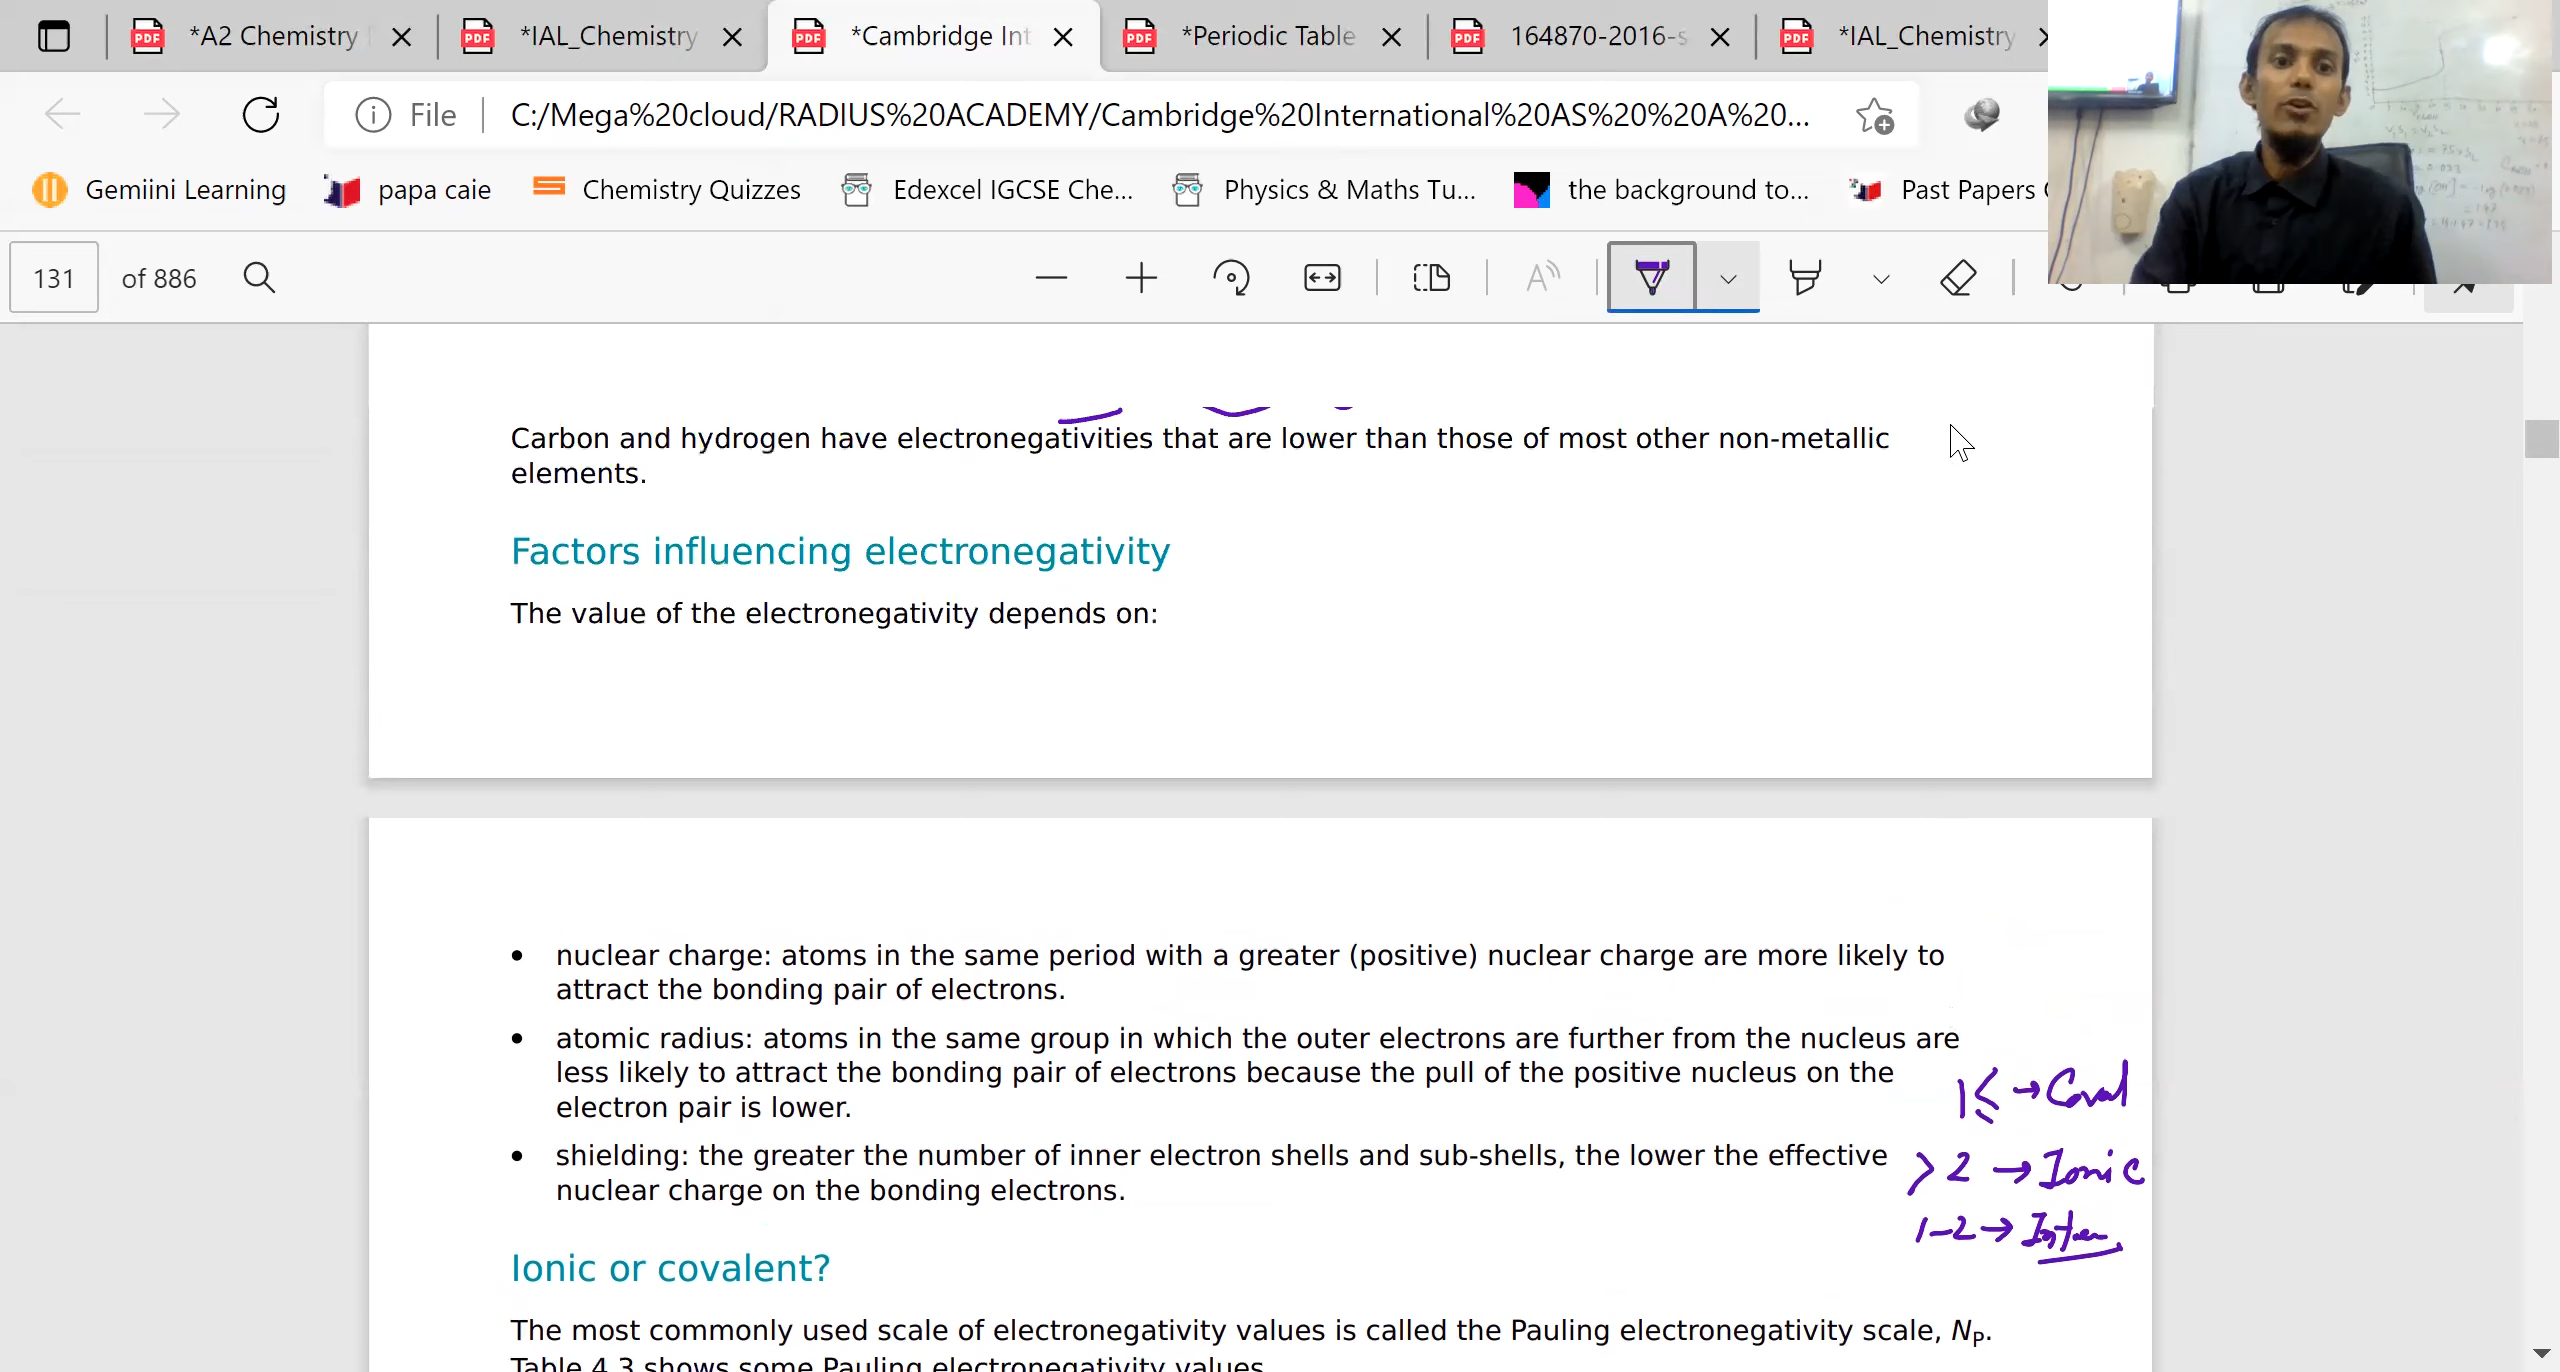 *A2 Chemistry
*IAL_Chemistry
*Cambridge Int
*Periodic Table
164870-2016-s
*IAL_Chemistry
File
C:/Mega%20cloud/RADIUS%20ACADEMY/Cambridge%20International%20AS%20%20A%20...
Gemiini Learning
papa caie
Chemistry Quizzes
Edexcel IGCSE Che...
Physics & Maths Tu...
the background to...
Past Papers
131 of 886
Carbon and hydrogen have electronegativities that are lower than those of most other non-metallic
elements.
Factors influencing electronegativity
The value of the electronegativity depends on:
• nuclear charge: atoms in the same period with a greater (positive) nuclear charge are more likely to
attract the bonding pair of electrons.
• atomic radius: atoms in the same group in which the outer electrons are further from the nucleus are
less likely to attract the bonding pair of electrons because the pull of the positive nucleus on the
electron pair is lower.
1 ≤ → Coval
• shielding: the greater the number of inner electron shells and sub-shells, the lower the effective
nuclear charge on the bonding electrons.
> 2 → Ionic
1-2 → Inter
Ionic or covalent?
The most commonly used scale of electronegativity values is called the Pauling electronegativity scale, Nₚ.
Table 4.3 shows some Pauling electronegativity values.